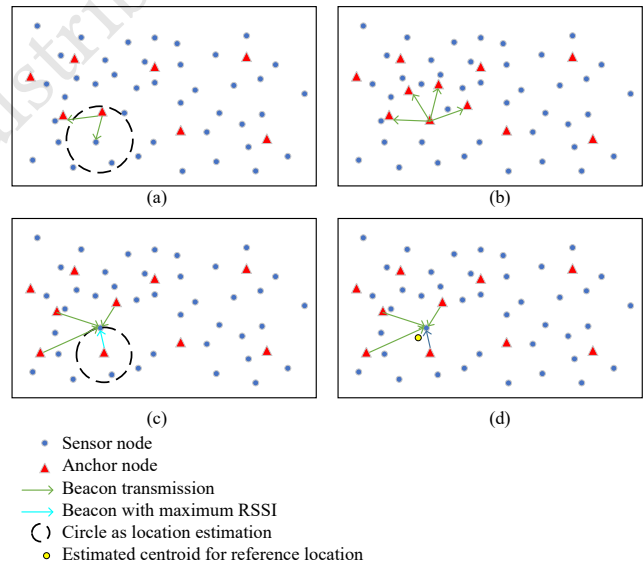 (a)
(b)
(c)
(d)
Sensor node
Anchor node
Beacon transmission
Beacon with maximum RSSI
Circle as location estimation
Estimated centroid for reference location